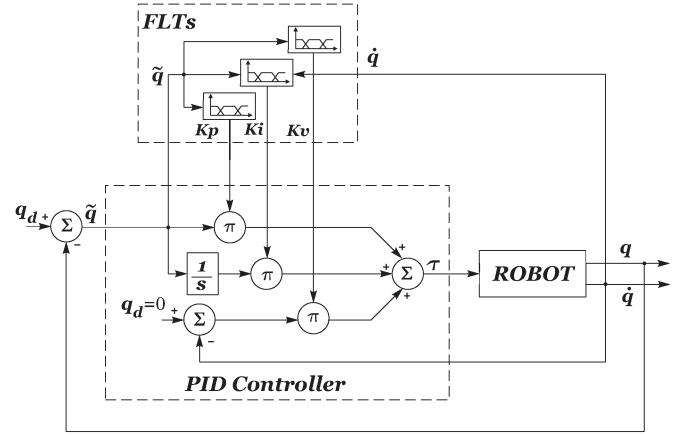 FLTs
q̇
q̃
Kp Ki Kv
q_d + Σ q̃
-
π
+
1/s π + Σ τ ROBOT q
q̇
q_d=0 + Σ π +
-
PID Controller